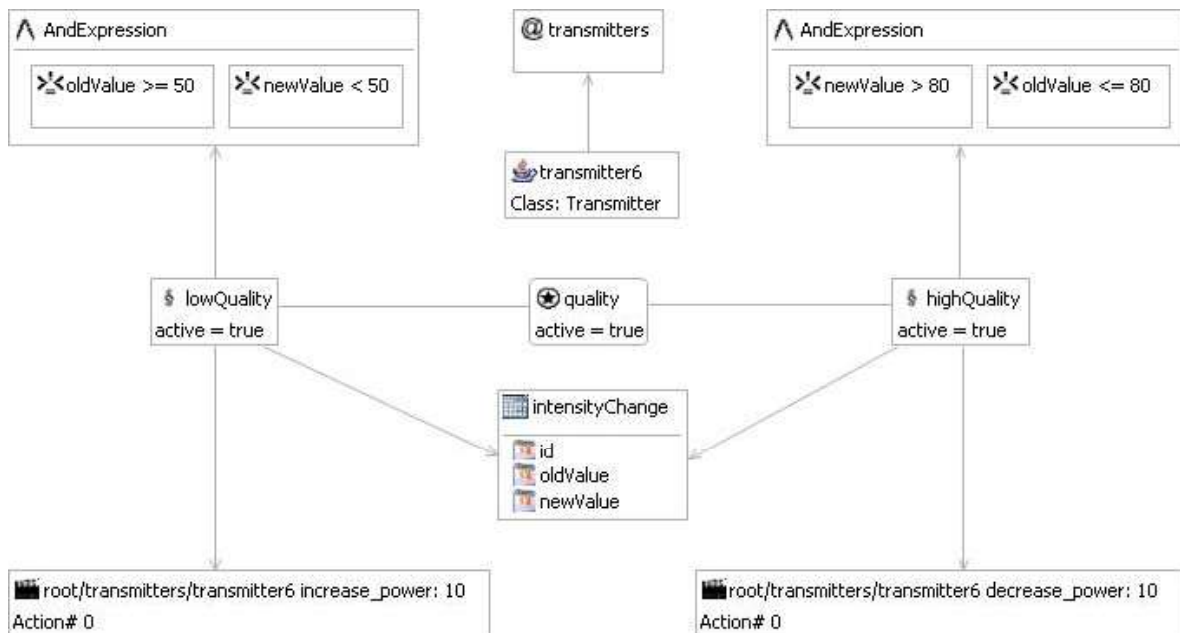 AndExpression
oldValue >= 50
newValue < 50
@ transmitters
AndExpression
newValue > 80
oldValue <= 80
transmitter6
Class: Transmitter
§ lowQuality
active = true
quality
active = true
§ highQuality
active = true
intensityChange
id
oldValue
newValue
root/transmitters/transmitter6 increase_power: 10
Action# 0
root/transmitters/transmitter6 decrease_power: 10
Action# 0